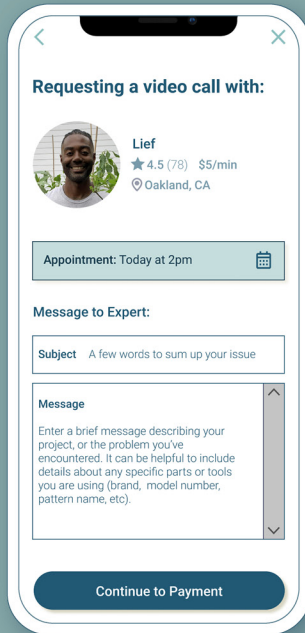 Requesting a video call with:
Lief
4.5 (78) $5/min
Oakland, CA
Appointment: Today at 2pm
Message to Expert:
Subject A few words to sum up your issue
Message
Enter a brief message describing your
project, or the problem you've
encountered. It can be helpful to include
details about any specific parts or tools
you are using (brand, model number,
pattern name, etc).
Continue to Payment